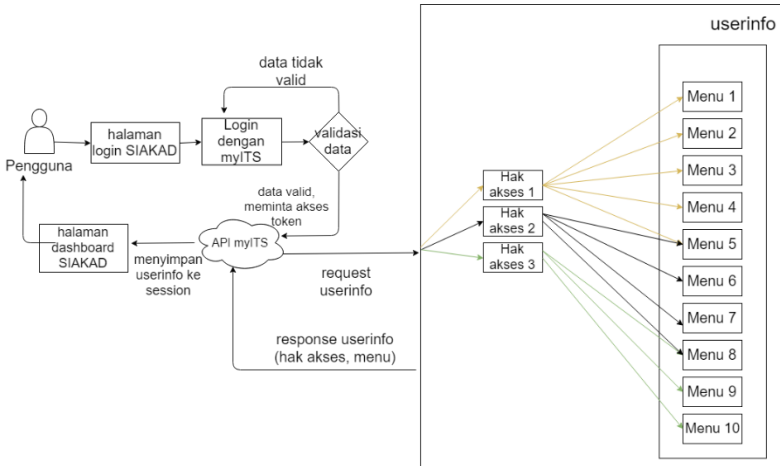 userinfo
data tidak
valid
Pengguna
halaman
login SIAKAD
Login
dengan
myITS
validasi
data
data valid,
meminta akses
token
API myITS
halaman
dashboard
SIAKAD
menyimpan
userinfo ke
session
request
userinfo
response userinfo
(hak akses, menu)
Hak
akses 1
Hak
akses 2
Hak
akses 3
Menu 1
Menu 2
Menu 3
Menu 4
Menu 5
Menu 6
Menu 7
Menu 8
Menu 9
Menu 10